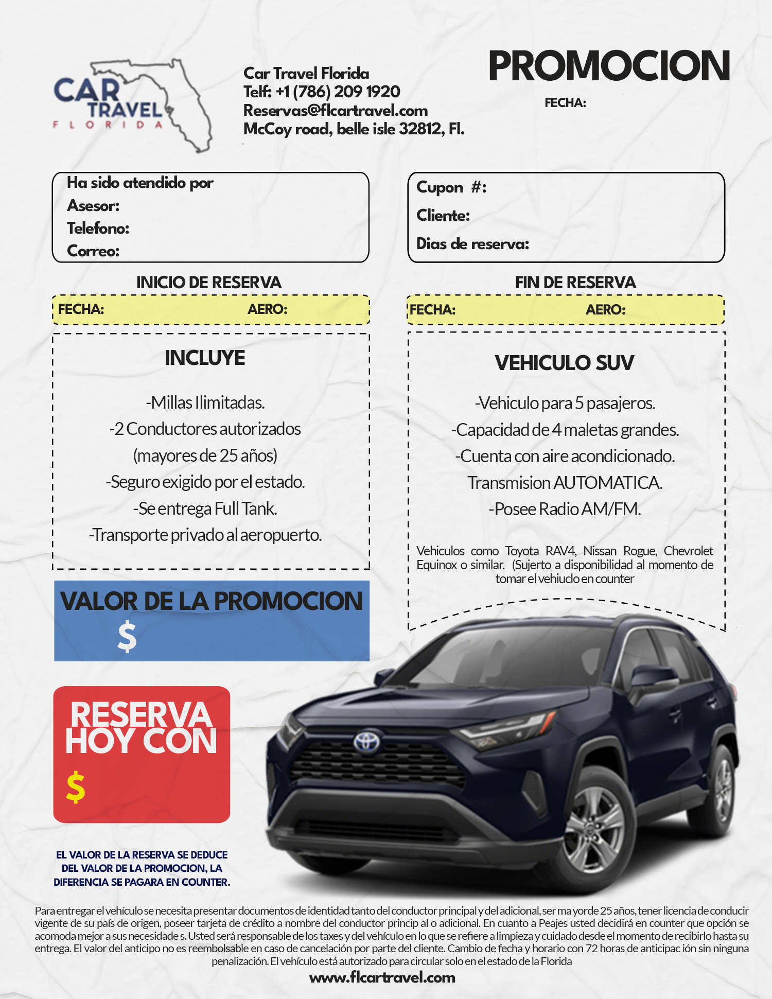 CAR
TRAVEL
FLORIDA
Car Travel Florida
Telf: +1 (786) 209 1920
Reservas@flcartravel.com
McCoy road, belle isle 32812, Fl.
PROMOCION
FECHA:
Ha sido atendido por
Asesor:
Telefono:
Correo:
Cupon #:
Cliente:
Dias de reserva:
INICIO DE RESERVA
FECHA: AERO:
FIN DE RESERVA
FECHA: AERO:
INCLUYE
-Millas Ilimitadas.
-2 Conductores autorizados
(mayores de 25 años)
-Seguro exigido por el estado.
-Se entrega Full Tank.
-Transporte privado al aeropuerto.
VEHICULO SUV
-Vehiculo para 5 pasajeros.
-Capacidad de 4 maletas grandes.
-Cuenta con aire acondicionado.
Transmision AUTOMATICA.
-Posee Radio AM/FM.
Vehiculos como Toyota RAV4, Nissan Rogue, Chevrolet
Equinox o similar. (Sujerto a disponibilidad al momento de
tomar el vehiuclo en counter
VALOR DE LA PROMOCION
$
RESERVA
HOY CON
$
EL VALOR DE LA RESERVA SE DEDUCE
DEL VALOR DE LA PROMOCION, LA
DIFERENCIA SE PAGARA EN COUNTER.
Para entregar el vehículo se necesita presentar documentos de identidad tanto del conductor principal y del adicional, ser ma yorde 25 años, tener licencia de conducir
vigente de su país de origen, poseer tarjeta de crédito a nombre del conductor princip al o adicional. En cuanto a Peajes usted decidirá en counter que opción se
acomoda mejor a sus necesidade s. Usted será responsable de los taxes y del vehículo en lo que se refiere a limpieza y cuidado desde el momento de recibirlo hasta su
entrega. El valor del anticipo no es reembolsable en caso de cancelación por parte del cliente. Cambio de fecha y horario con 72 horas de anticipac ión sin ninguna
penalización. El vehículo está autorizado para circular solo en el estado de la Florida
www.flcartravel.com